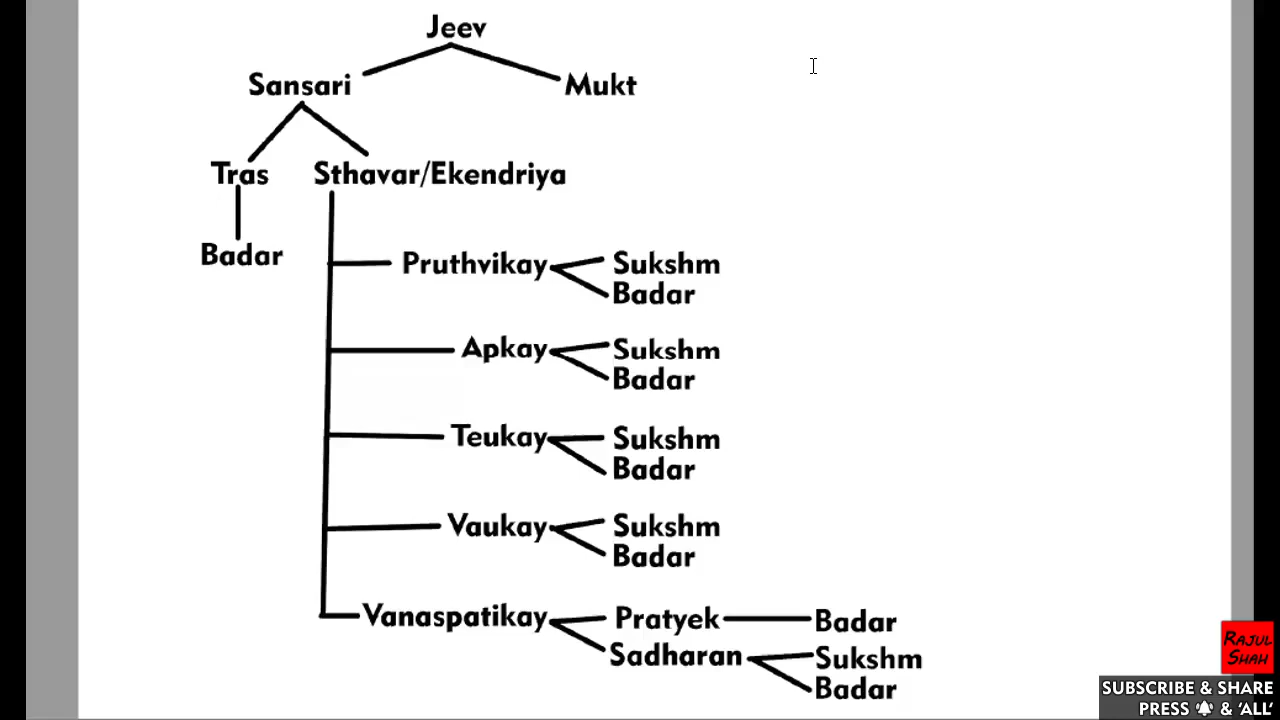 Jeev
Sansari Mukt
Tras Sthavar/Ekendriya
Badar
Pruthvikay Sukshm
Badar
Apkay Sukshm
Badar
Teukay Sukshm
Badar
Vaukay Sukshm
Badar
Vanaspatikay Pratyek Badar
Sadharan Sukshm
Badar
RAJUL
SHAH
SUBSCRIBE & SHARE
PRESS & 'ALL'